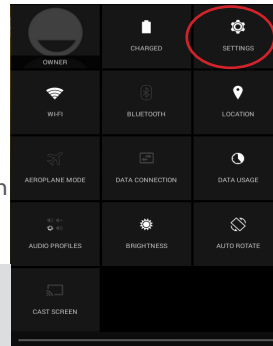 OWNER
CHARGED
SETTINGS
WI-FI
BLUETOOTH
LOCATION
AEROPLANE MODE
DATA CONNECTION
DATA USAGE
AUDIO PROFILES
BRIGHTNESS
AUTO ROTATE
CAST SCREEN